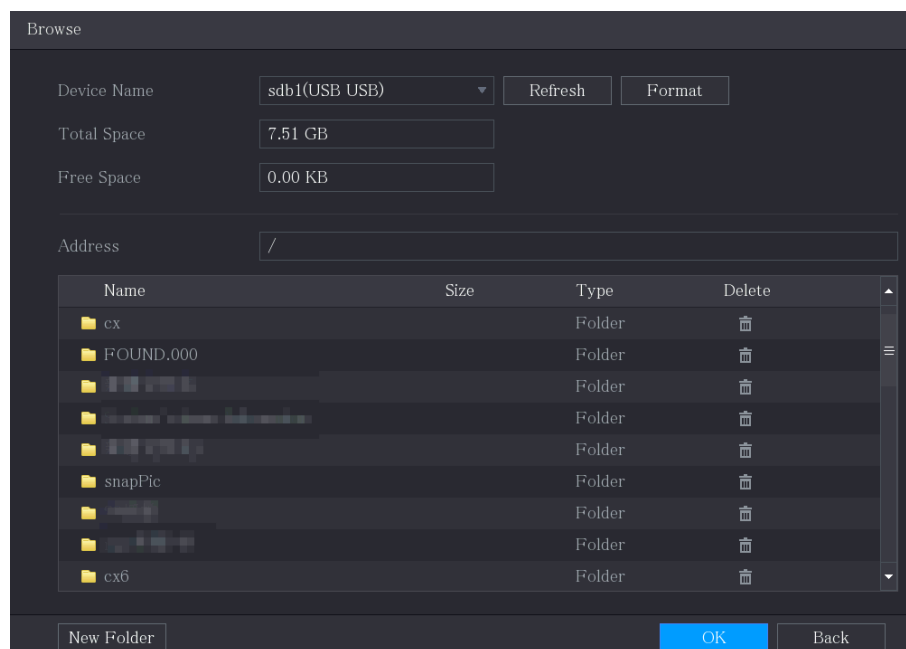 Browse
Device Name sdb1(USB USB) Refresh Format
Total Space 7.51 GB
Free Space 0.00 KB
Address /
Name Size Type Delete
cx Folder
FOUND.000 Folder
Folder
Folder
Folder
snapPic Folder
Folder
Folder
cx6 Folder
New Folder OK Back